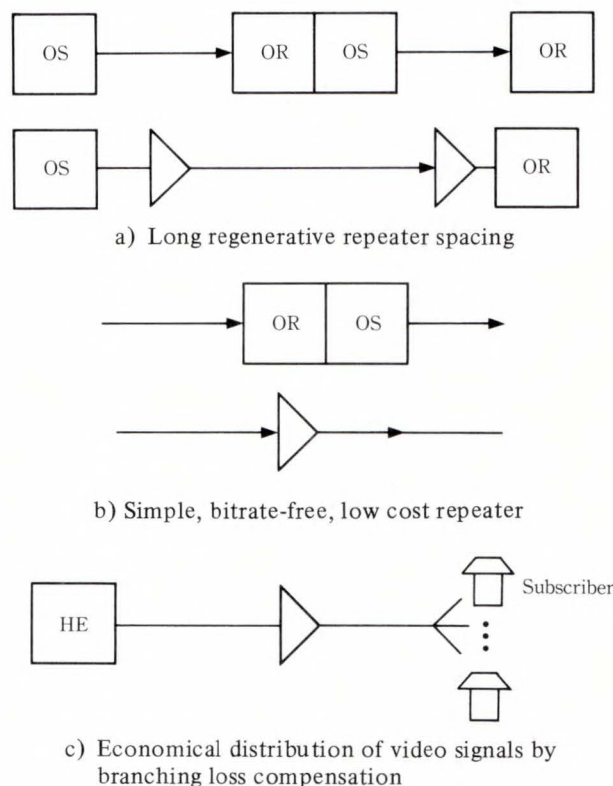 OS
OR
OS
OR
OS
OR
a) Long regenerative repeater spacing
OR
OS
b) Simple, bitrate-free, low cost repeater
HE
Subscriber
c) Economical distribution of video signals by
branching loss compensation